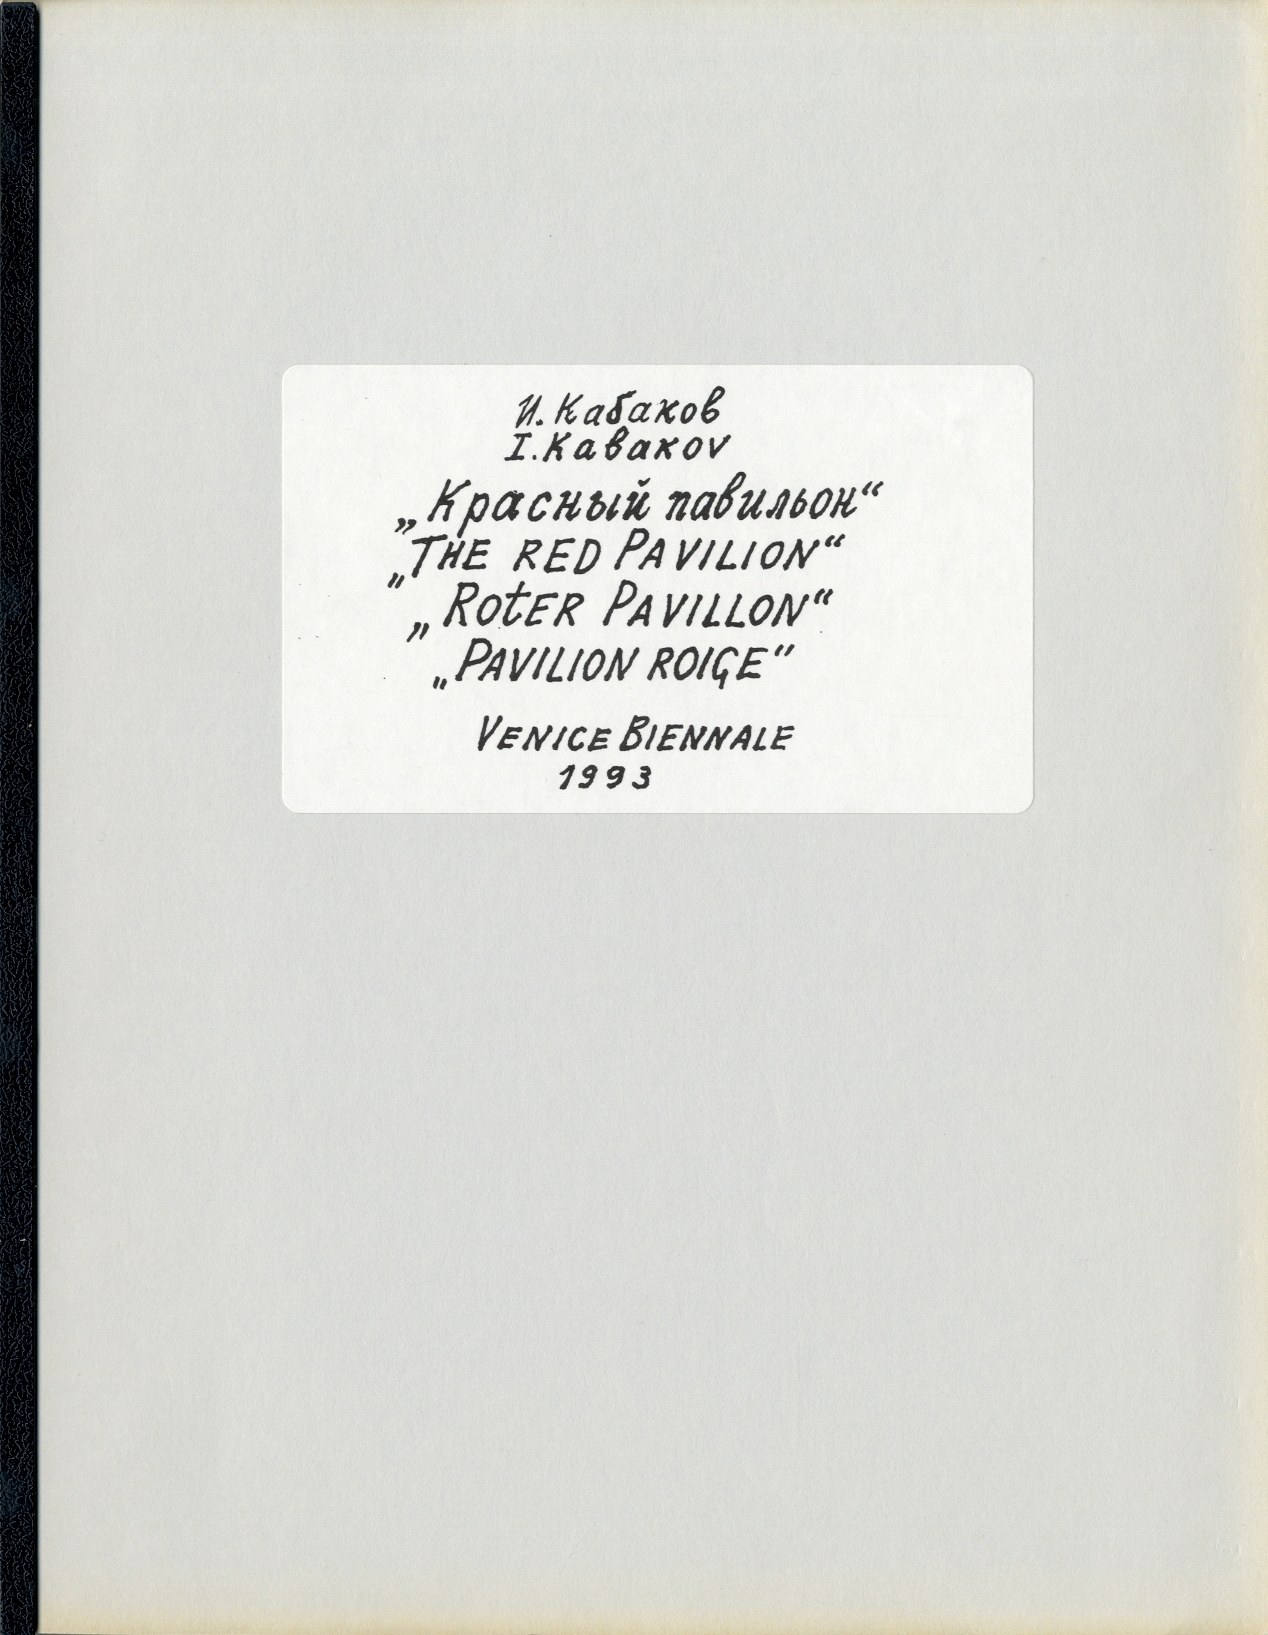 И. Кабаков
I. Kabakov
„Красный павильон“
„THE RED PAVILION“
„ROtER PAVILLON“
„PAVILION ROIGE“
VENICE BIENNALE
1993